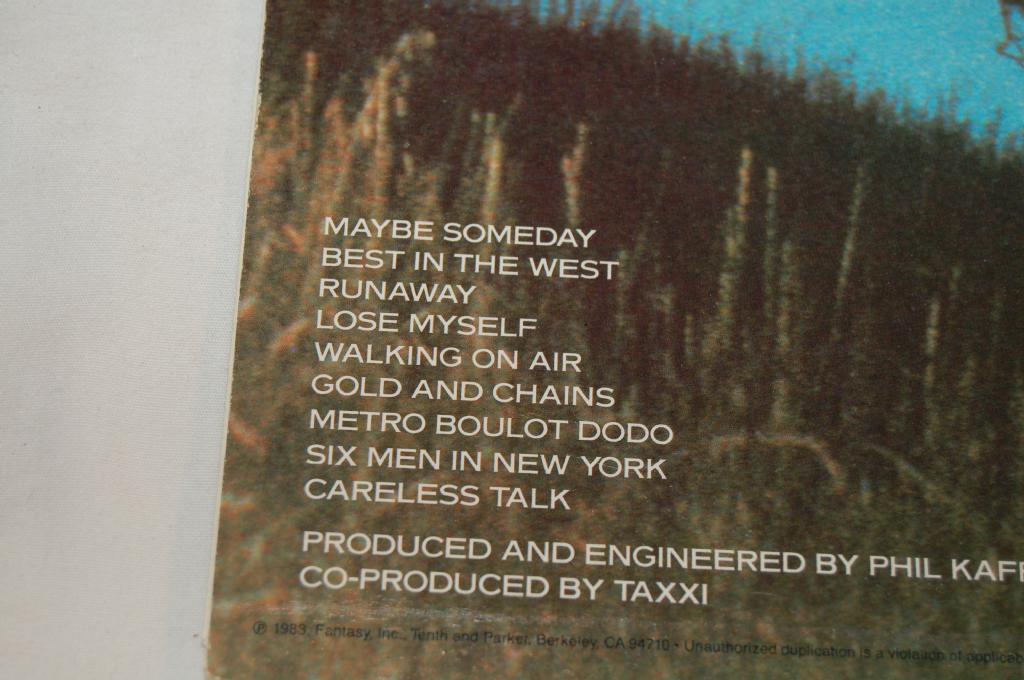 MAYBE SOMEDAY
BEST IN THE WEST
RUNAWAY
LOSE MYSELF
WALKING ON AIR
GOLD AND CHAINS
METRO BOULOT DODO
SIX MEN IN NEW YORK
CARELESS TALK
PRODUCED AND ENGINEERED BY PHIL KAFF
CO-PRODUCED BY TAXXI
℗ 1983, Fantasy, Inc., Tenth and Parker, Berkeley, CA 94710 • Unauthorized duplication is a violation of applicab